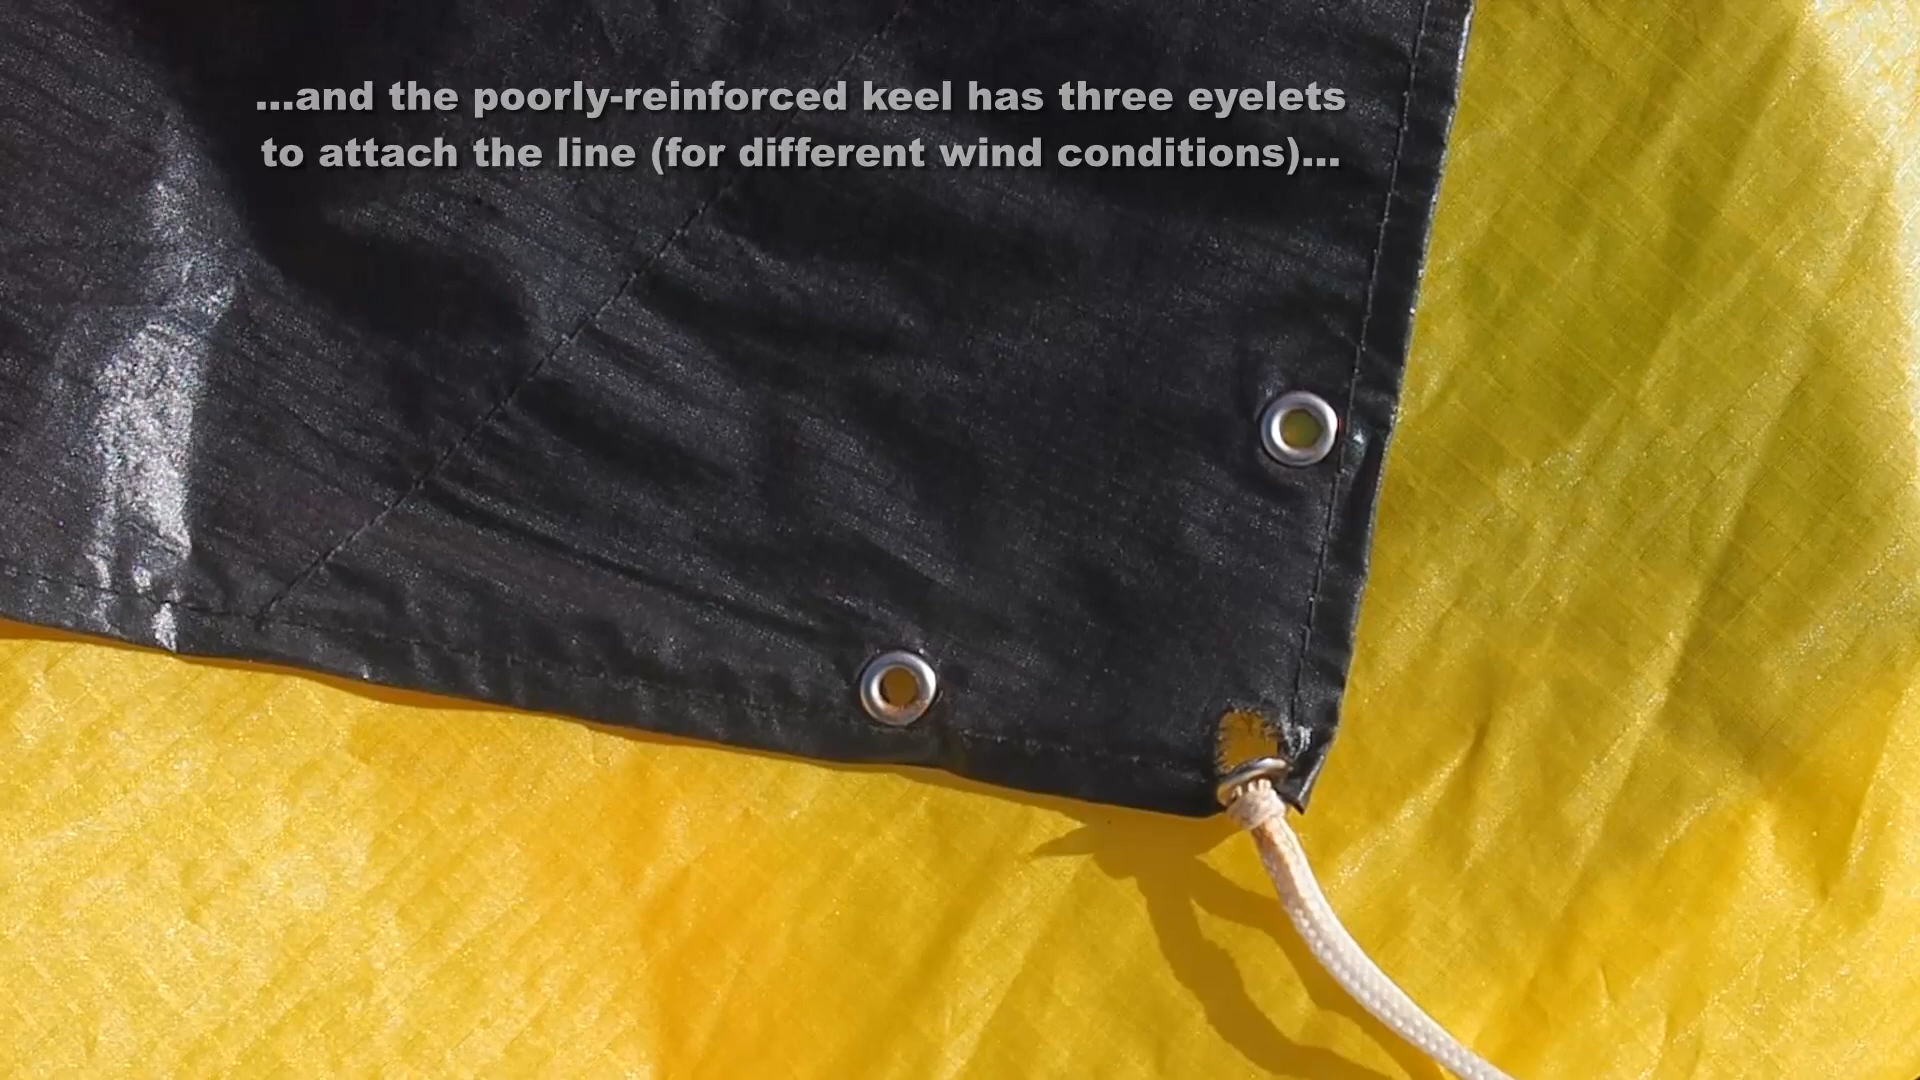 ...and the poorly-reinforced keel has three eyelets
to attach the line (for different wind conditions)...